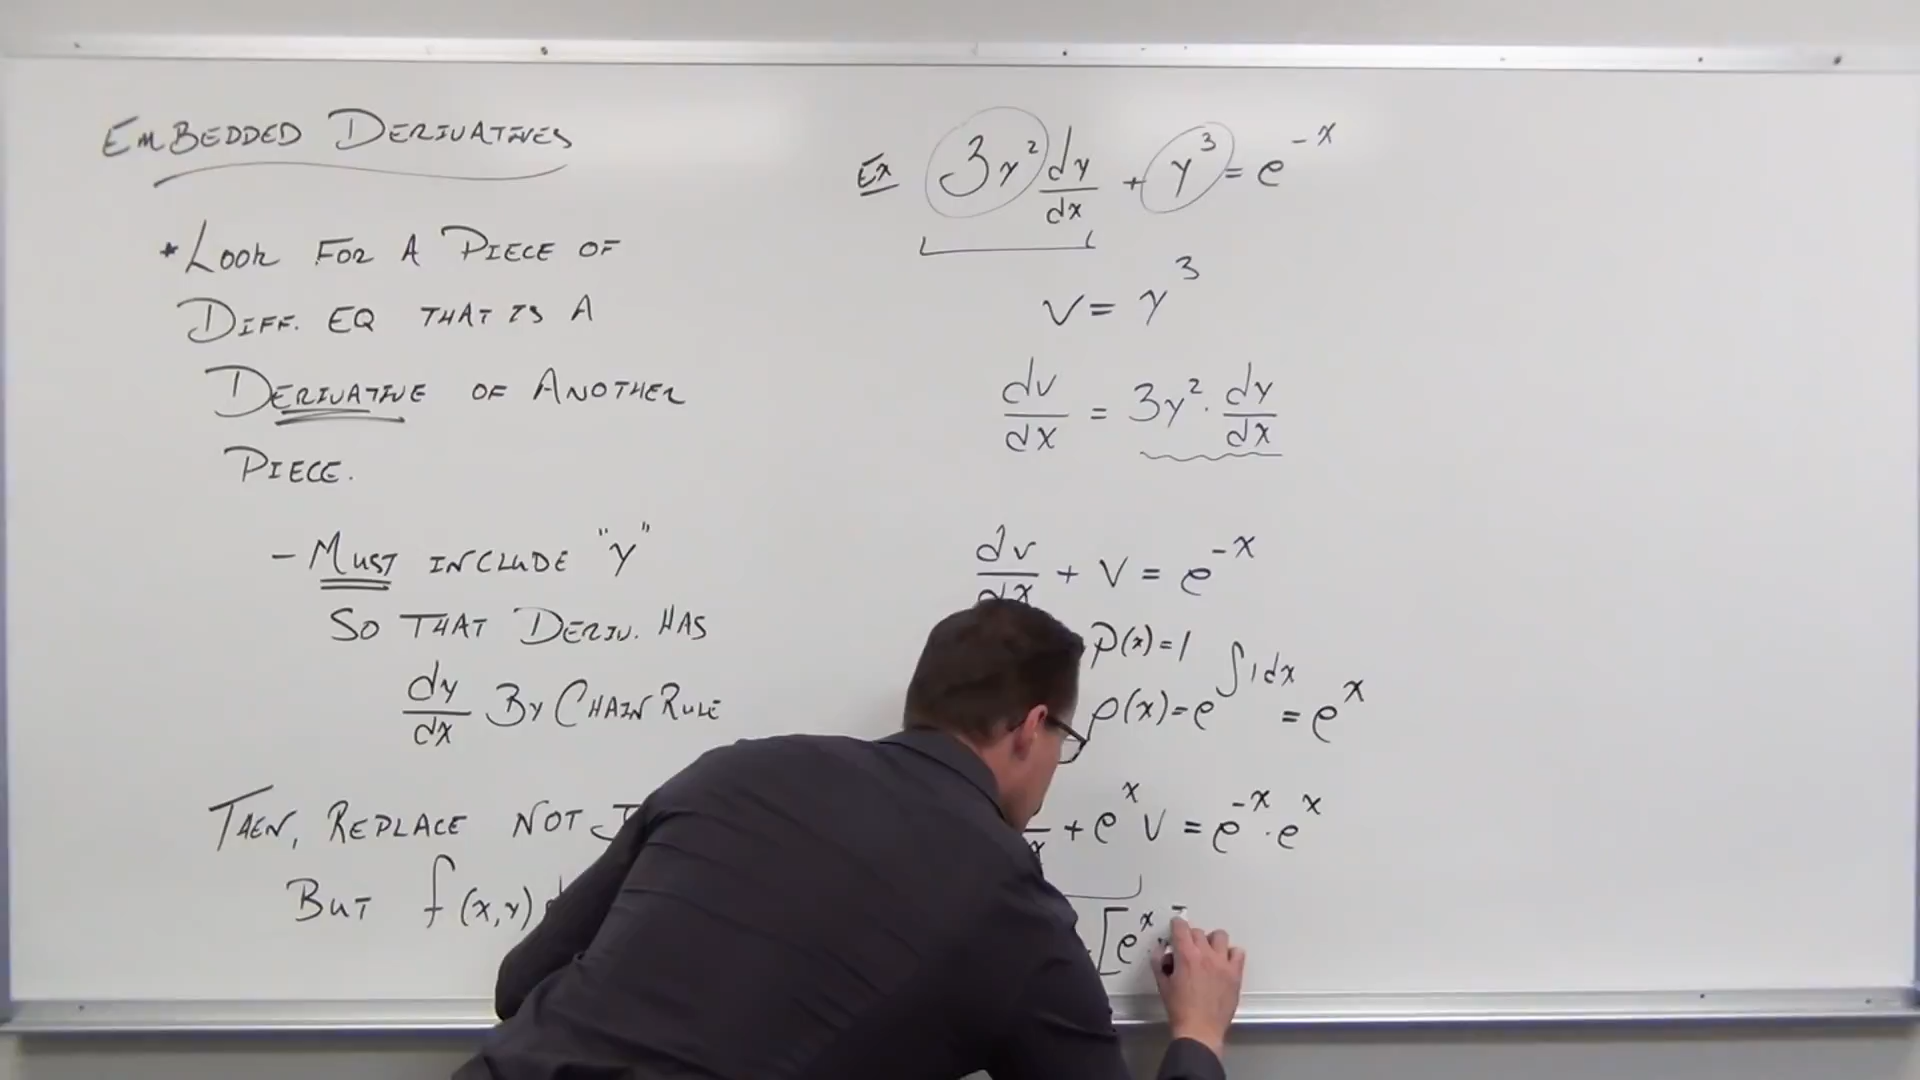 EMBEDDED DERIVATIVES
* LOOK FOR A PIECE OF
DIFF. EQ THAT IS A
DERIVATIVE OF ANOTHER
PIECE.
- MUST INCLUDE "Y"
SO THAT DERIV. HAS
dy/dx BY CHAIN RULE
THEN, REPLACE NOT
BUT f(x,y)
Ex 3y² dy/dx + y³ = e^-x
v = y³
dv/dx = 3y² · dy/dx
dv/dx + v = e^-x
P(x) = 1
ρ(x) = e^∫1dx = e^x
+ e^x v = e^-x · e^x
[e^x